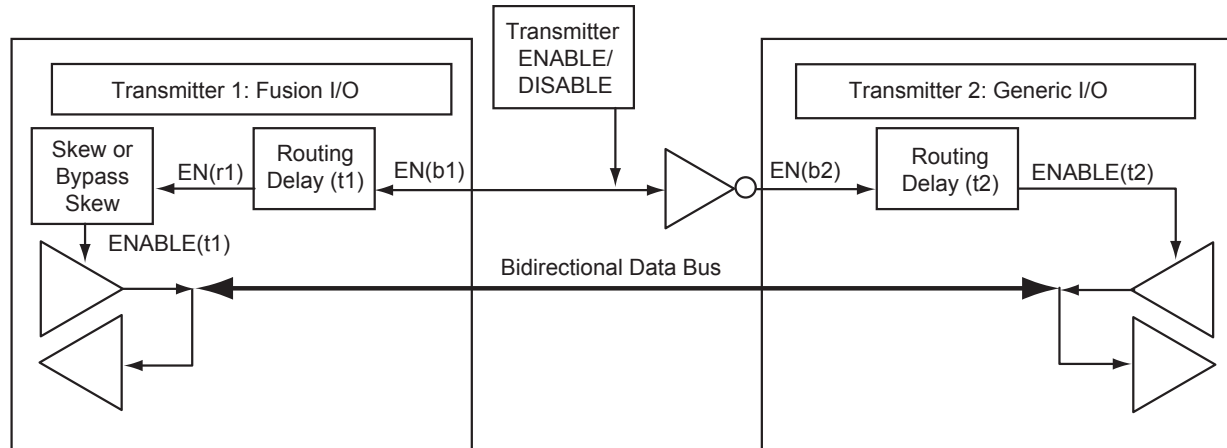 Transmitter
ENABLE/
DISABLE
Transmitter 1: Fusion I/O
Transmitter 2: Generic I/O
Skew or
Bypass
Skew
EN(r1)
Routing
Delay (t1)
EN(b1)
EN(b2)
Routing
Delay (t2)
ENABLE(t2)
ENABLE(t1)
Bidirectional Data Bus